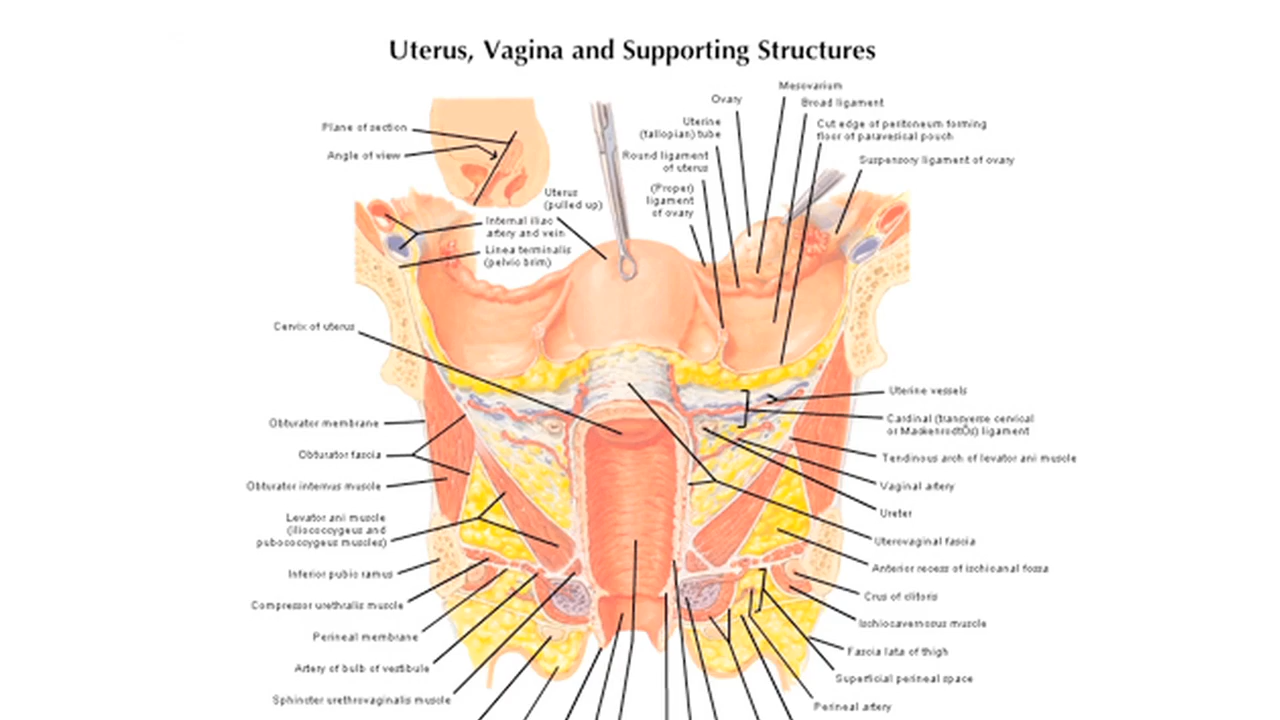 Uterus, Vagina and Supporting Structures
Mesovarium
Ovary
Broad ligament
Uterine
(fallopian) tube
Cut edge of peritoneum forming
floor of paravesical pouch
Plane of section
Angle of view
Round ligament
of uterus
Suspensory ligament of ovary
Uterus
(pulled up)
(Proper)
ligament
of ovary
Internal iliac
artery and vein
Linea terminalis
(pelvic brim)
Cervix of uterus
Uterine vessels
Cardinal (transverse cervical
or MackenrodtÕs) ligament
Obturator membrane
Obturator fascia
Tendinous arch of levator ani muscle
Obturator internus muscle
Vaginal artery
Ureter
Levator ani muscle
(iliococcygeus and
pubococcygeus muscles)
Uterovaginal fascia
Inferior pubic ramus
Anterior recess of ischioanal fossa
Crus of clitoris
Compressor urethralis muscle
Ischiocavernosus muscle
Perineal membrane
Fascia lata of thigh
Artery of bulb of vestibule
Superficial perineal space
Sphincter urethrovaginalis muscle
Perineal artery